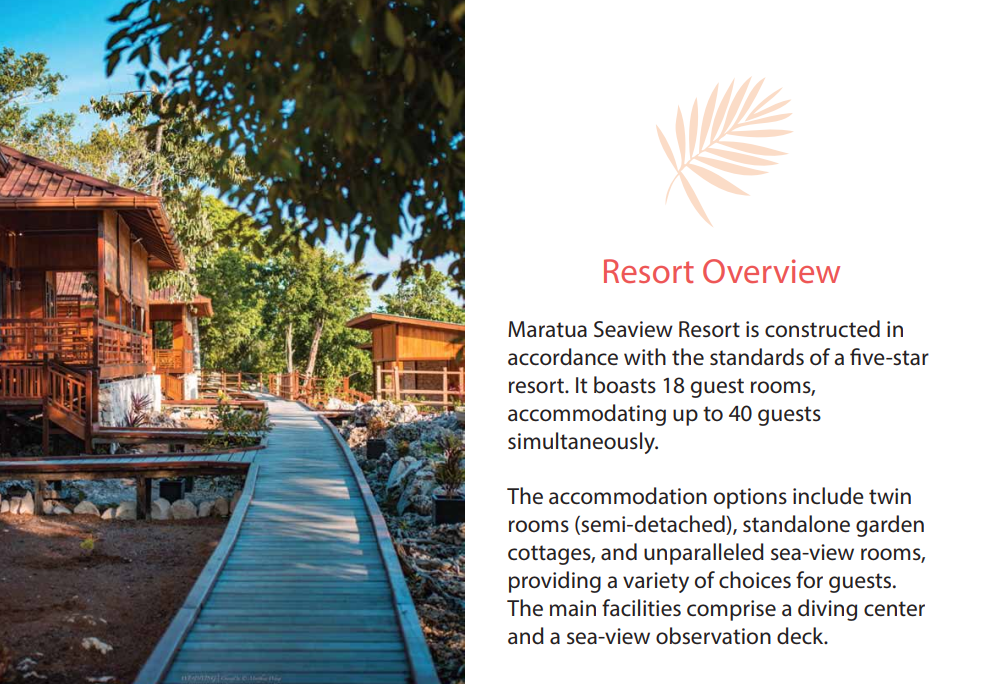 Resort Overview
Maratua Seaview Resort is constructed in
accordance with the standards of a five-star
resort. It boasts 18 guest rooms,
accommodating up to 40 guests
simultaneously.
The accommodation options include twin
rooms (semi-detached), standalone garden
cottages, and unparalleled sea-view rooms,
providing a variety of choices for guests.
The main facilities comprise a diving center
and a sea-view observation deck.